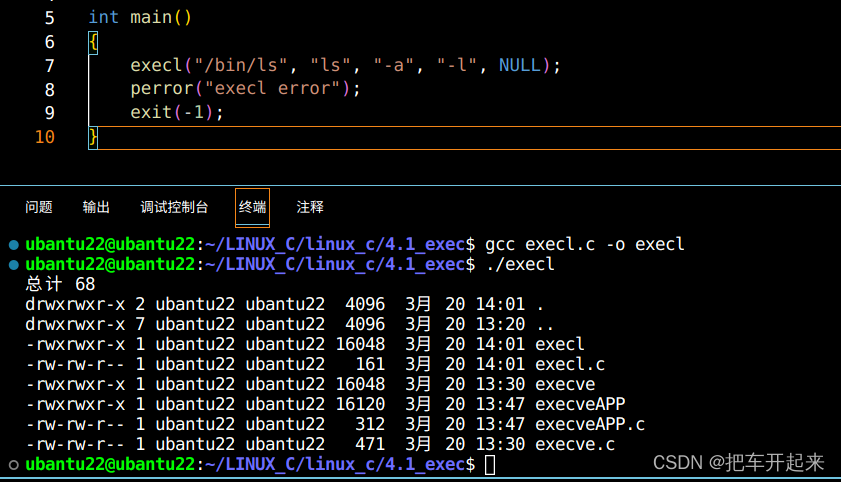 5 int main()
6 {
7 execl("/bin/ls", "ls", "-a", "-l", NULL);
8 perror("execl error");
9 exit(-1);
10 }
问题 输出 调试控制台 终端 注释
ubantu22@ubantu22:~/LINUX_C/linux_c/4.1_exec$ gcc execl.c -o execl
ubantu22@ubantu22:~/LINUX_C/linux_c/4.1_exec$ ./execl
总计 68
drwxrwxr-x 2 ubantu22 ubantu22  4096  3月 20 14:01 .
drwxrwxr-x 7 ubantu22 ubantu22  4096  3月 20 13:20 ..
-rwxrwxr-x 1 ubantu22 ubantu22 16048  3月 20 14:01 execl
-rw-rw-r-- 1 ubantu22 ubantu22   161  3月 20 14:01 execl.c
-rwxrwxr-x 1 ubantu22 ubantu22 16048  3月 20 13:30 execve
-rwxrwxr-x 1 ubantu22 ubantu22 16120  3月 20 13:47 execveAPP
-rw-rw-r-- 1 ubantu22 ubantu22   312  3月 20 13:47 execveAPP.c
-rw-rw-r-- 1 ubantu22 ubantu22   471  3月 20 13:30 execve.c
ubantu22@ubantu22:~/LINUX_C/linux_c/4.1_exec$
CSDN @把车开起来